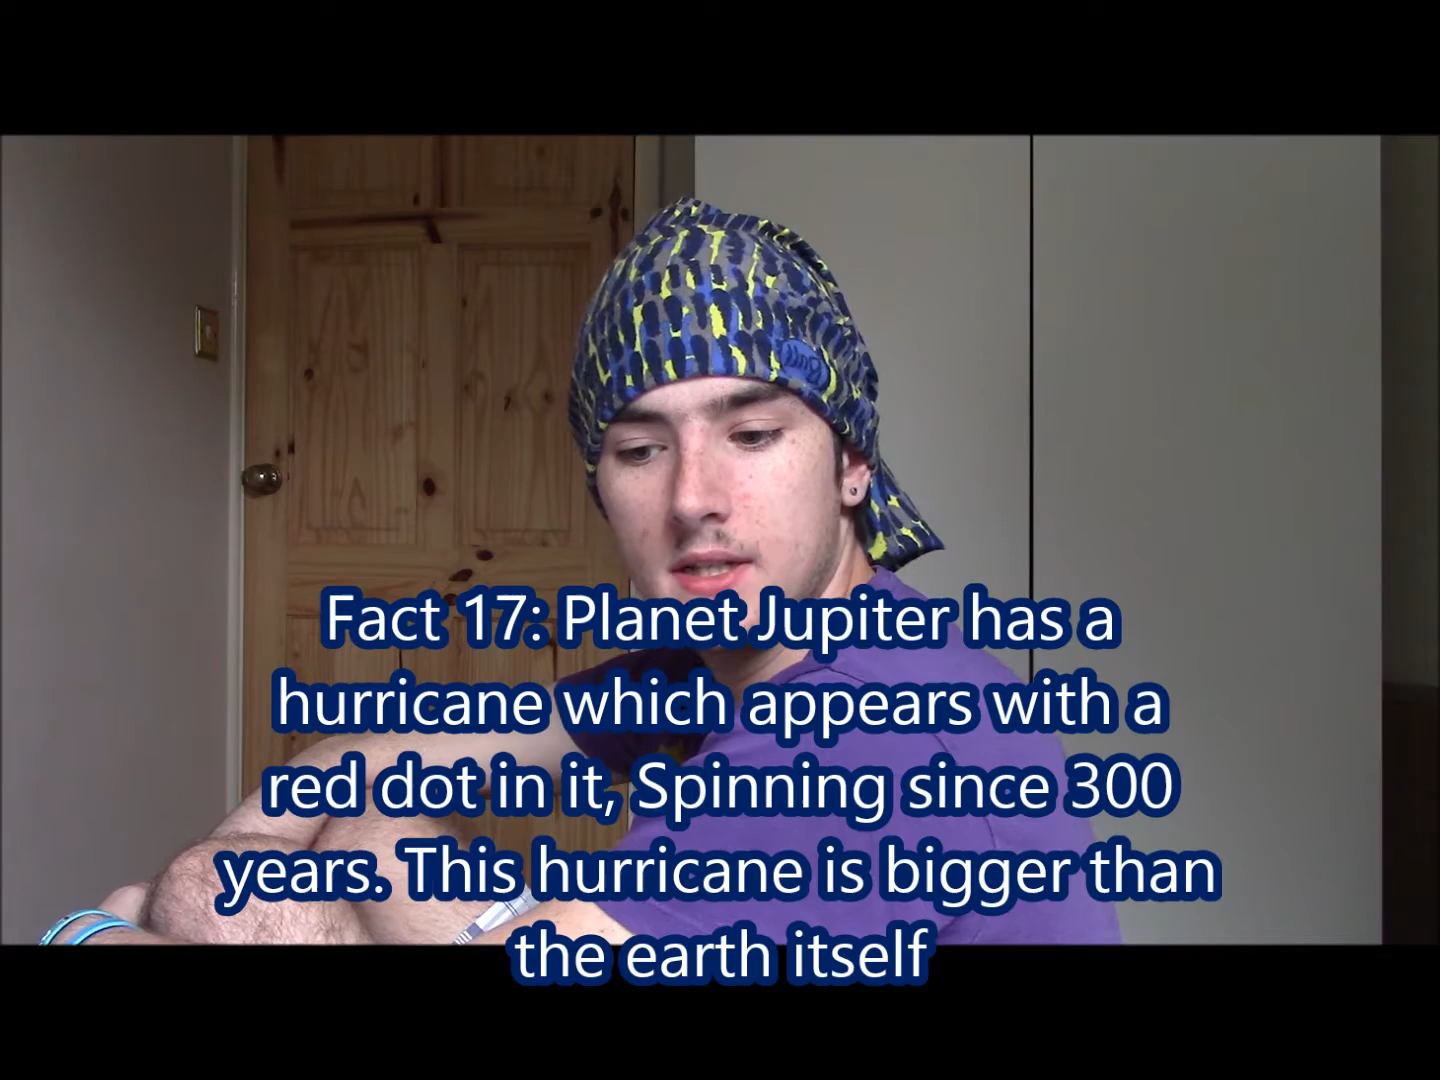 Buff
Fact 17: Planet Jupiter has a
hurricane which appears with a
red dot in it, Spinning since 300
years. This hurricane is bigger than
the earth itself